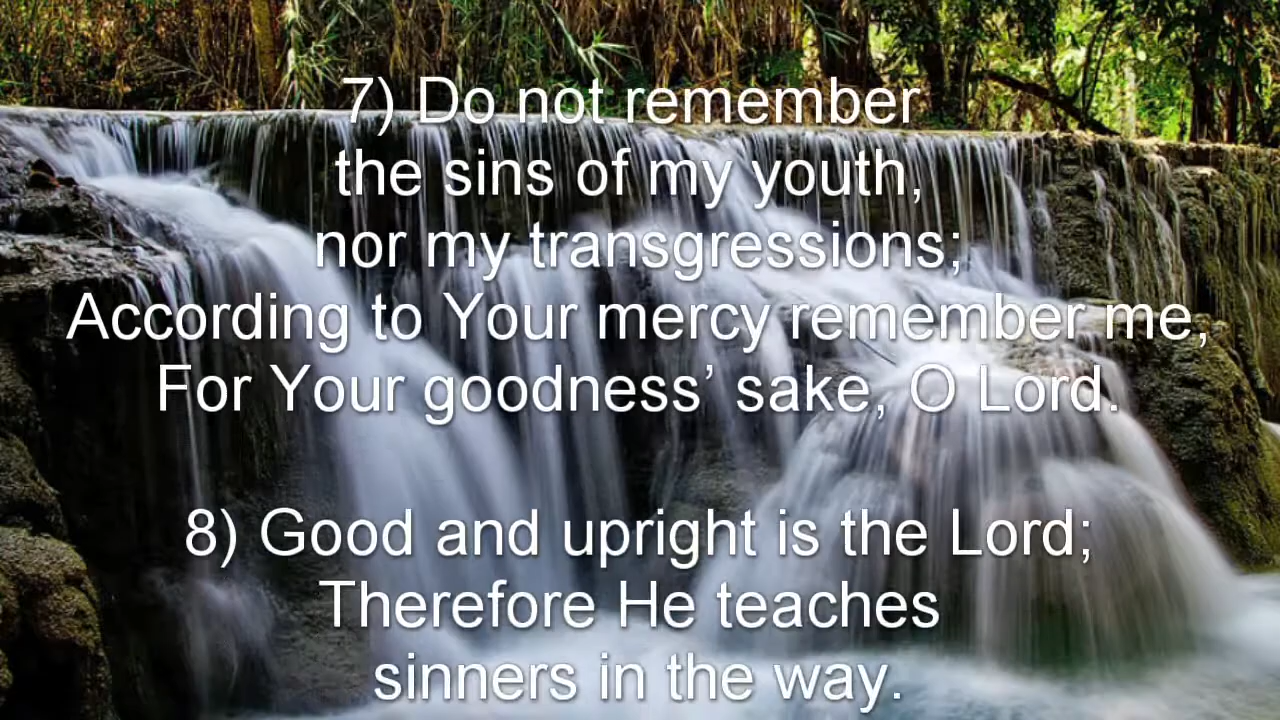 7) Do not remember
the sins of my youth,
nor my transgressions;
According to Your mercy remember me,
For Your goodness’ sake, O Lord.
8) Good and upright is the Lord;
Therefore He teaches
sinners in the way.